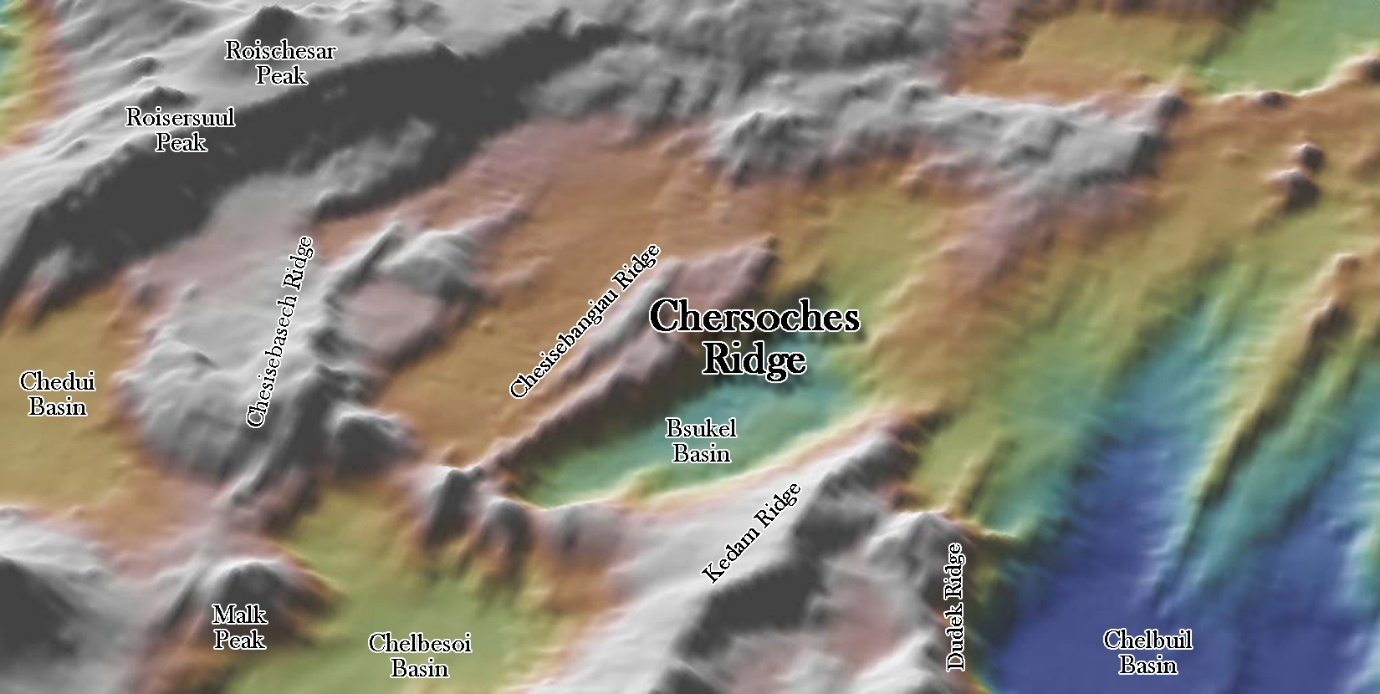 Roischesar
Peak
Roisersuul
Peak
Chesisebasech Ridge
Chesisebangiau Ridge
Chersoches
Ridge
Chedui
Basin
Bsukel
Basin
Kedam Ridge
Dudek Ridge
Malk
Peak
Chelbesoi
Basin
Chelbuil
Basin